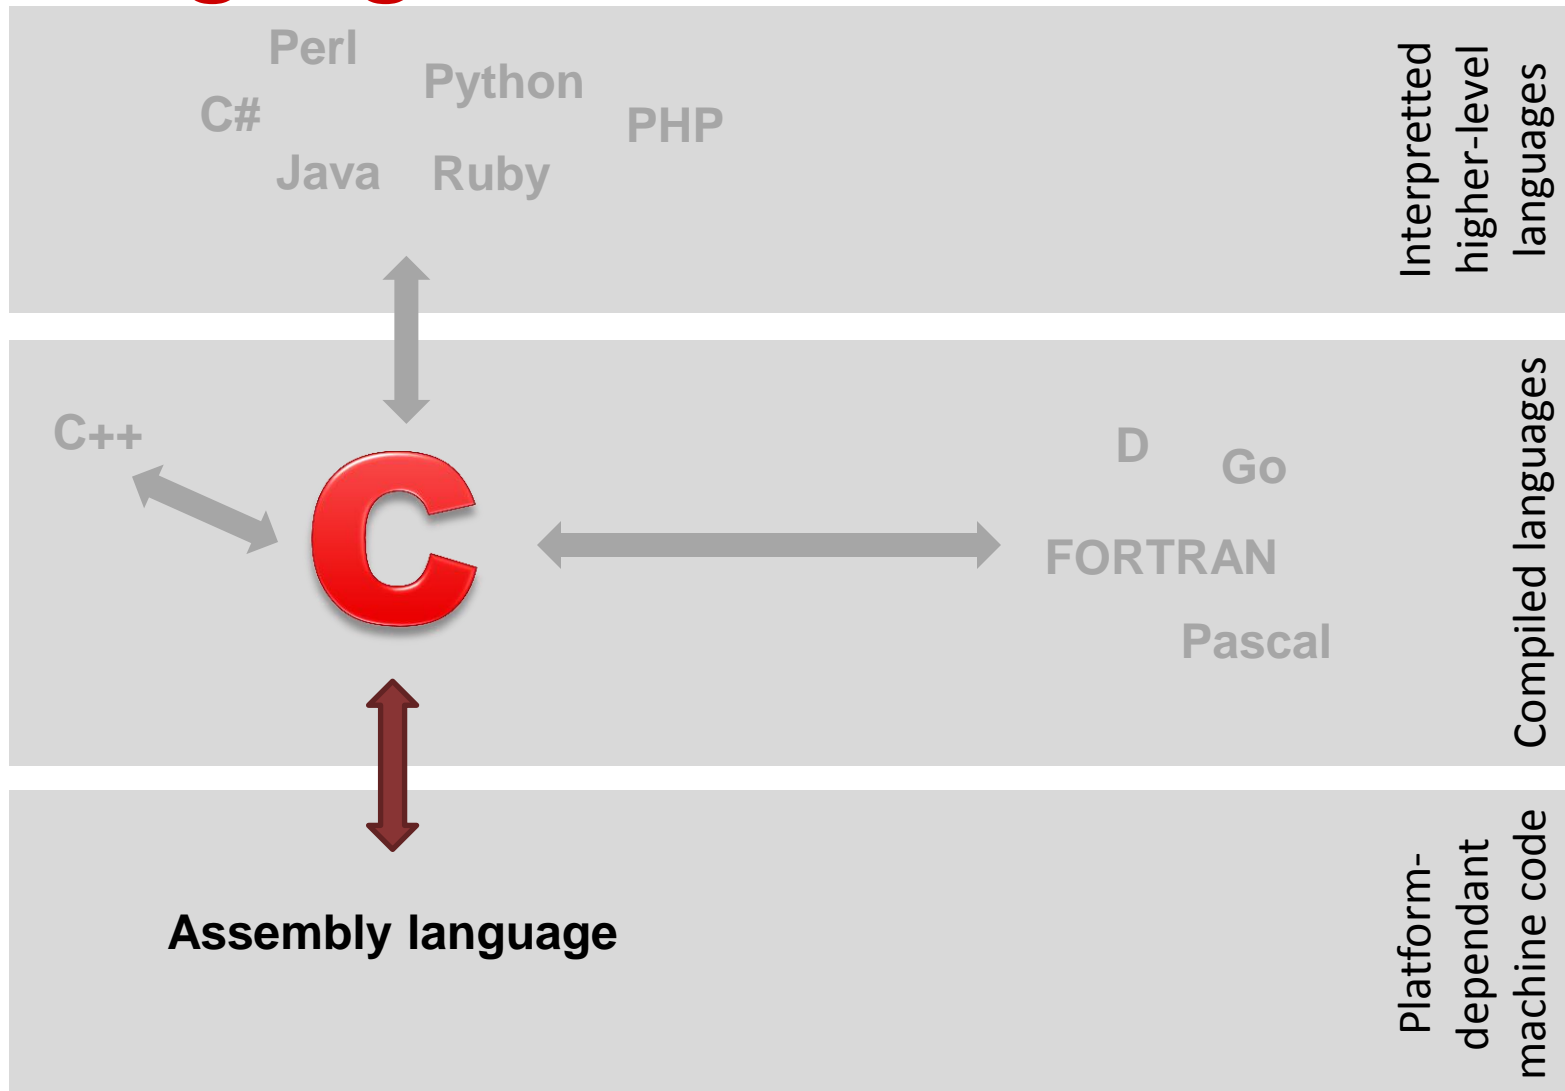 Perl
Python
C#
PHP
Java
Ruby
Interpretted
higher-level
languages
C++
C
D
Go
FORTRAN
Pascal
Compiled languages
Assembly language
Platform-
dependant
machine code